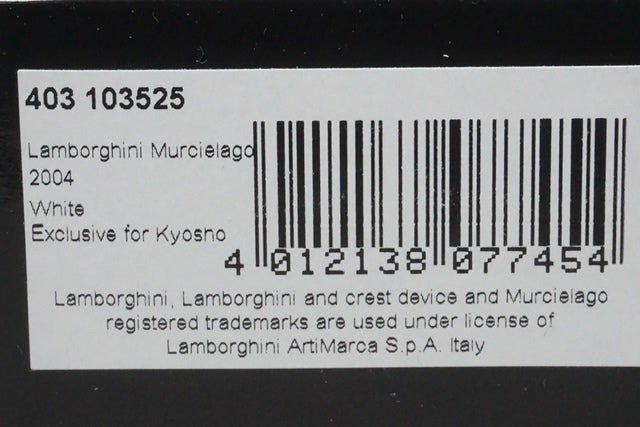 403 103525
Lamborghini Murcielago
2004
White
Exclusive for Kyosho
4 012138 077454
Lamborghini, Lamborghini and crest device and Murcielago
registered trademarks are used under license of
Lamborghini ArtiMarca S.p.A. Italy